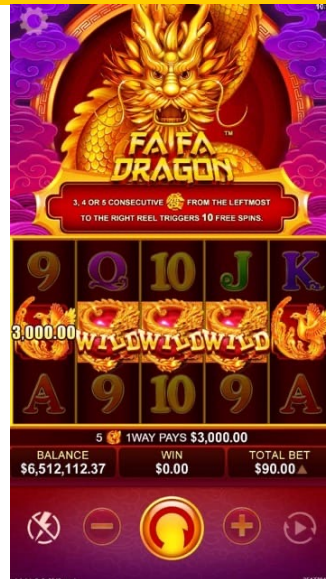 FA FA
DRAGON™
3, 4 OR 5 CONSECUTIVE FROM THE LEFTMOST
TO THE RIGHT REEL TRIGGERS 10 FREE SPINS.
9 Q 10 J K
3,000.00 WILD WILD WILD
A 9 10 9 A
5 1WAY PAYS $3,000.00
BALANCE WIN TOTAL BET
$6,512,112.37 $0.00 $90.00